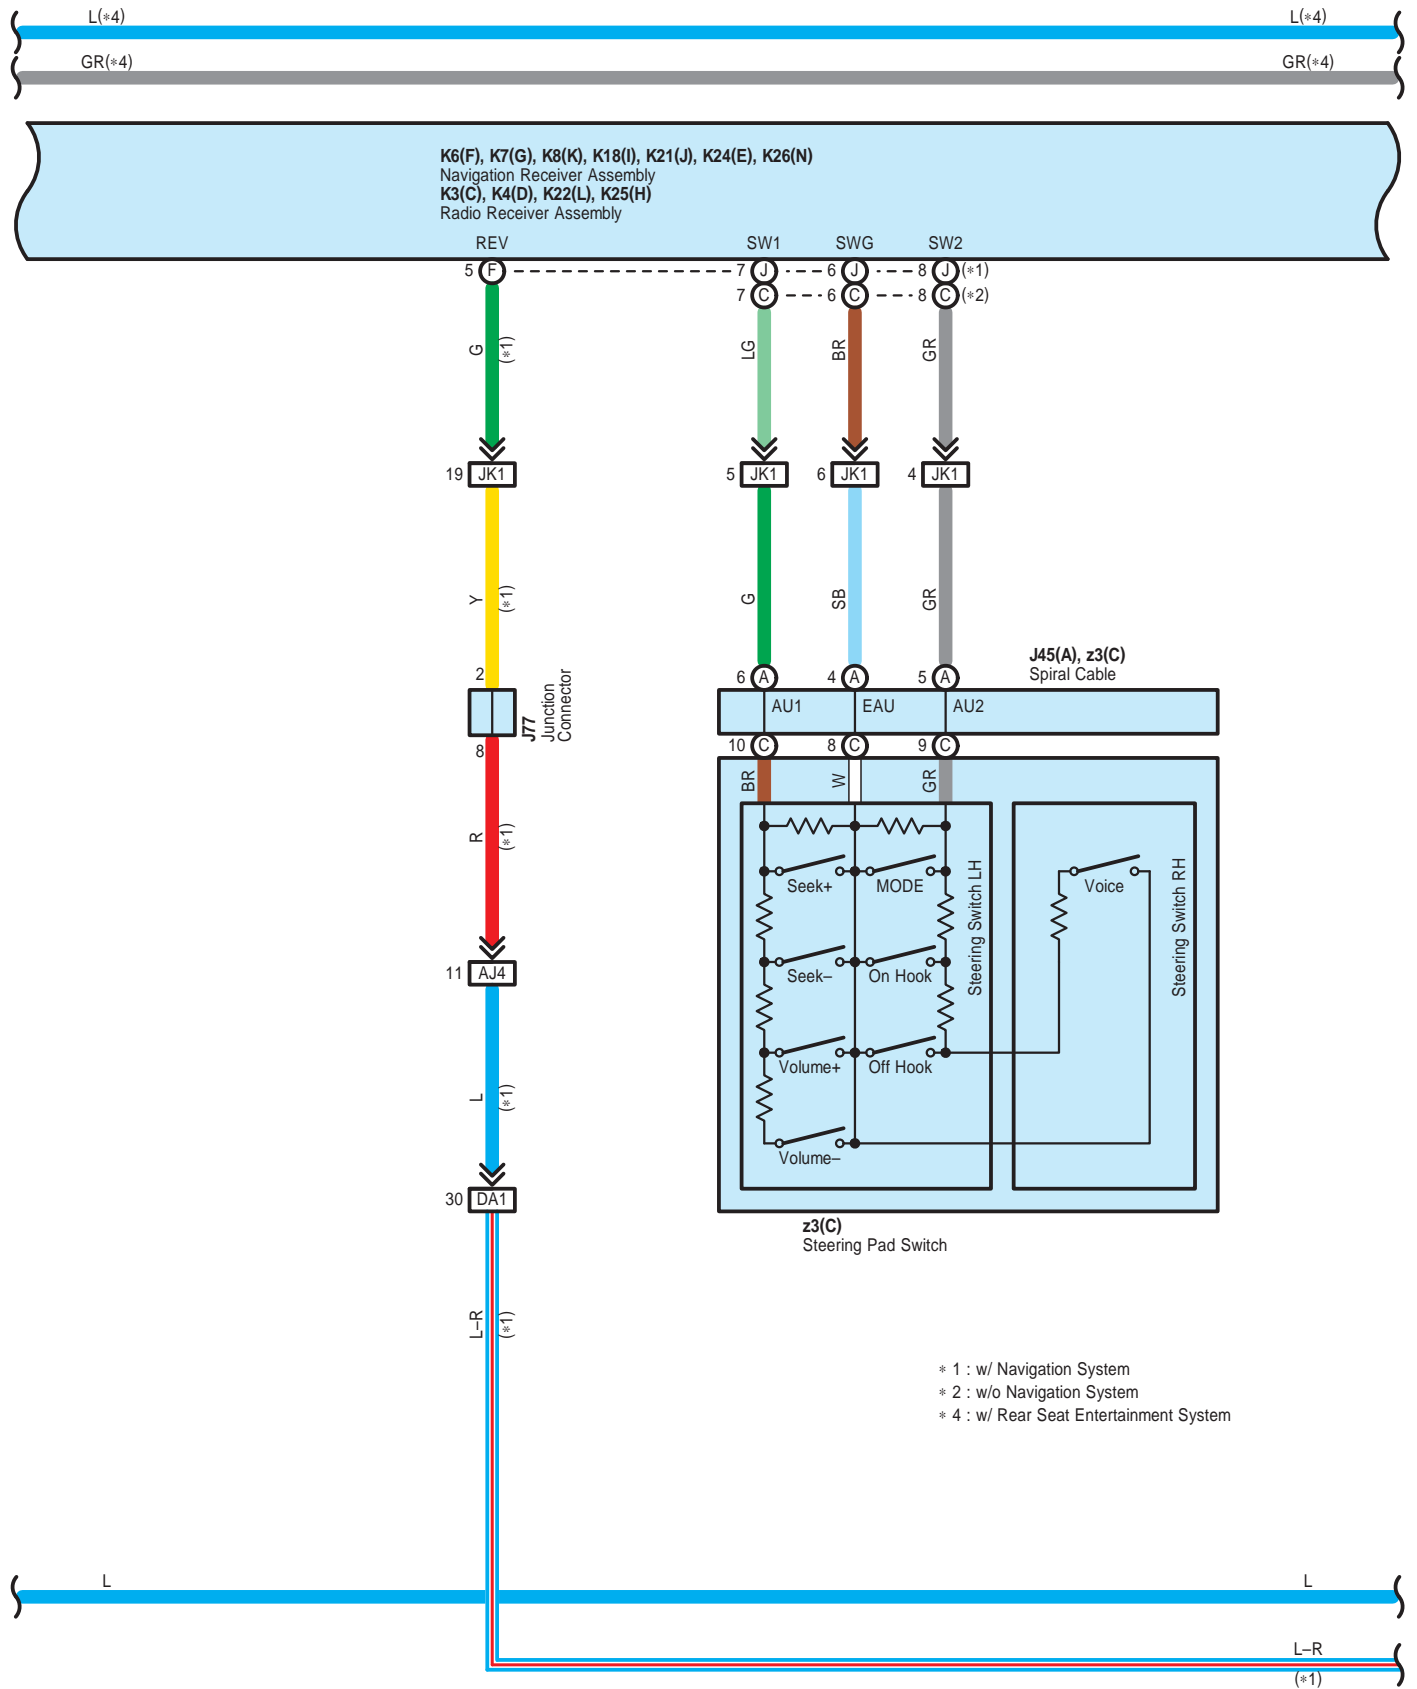 L(*4) L(*4)
GR(*4) GR(*4)
K6(F), K7(G), K8(K), K18(I), K21(J), K24(E), K26(N)
Navigation Receiver Assembly
K3(C), K4(D), K22(L), K25(H)
Radio Receiver Assembly
REV SW1 SWG SW2
5 F 7 J 6 J 8 J (*1)
7 C 6 C 8 C (*2)
G (*1) LG BR GR
19 JK1 5 JK1 6 JK1 4 JK1
Y (*1) G SB GR
J45(A), z3(C)
Spiral Cable
2 6 A 4 A 5 A
J77
Junction
Connector
AU1 EAU AU2
8 10 C 8 C 9 C
BR W GR
R (*1)
Seek+ MODE Voice
Steering Switch LH
Steering Switch RH
Seek– On Hook
11 AJ4
Volume+ Off Hook
L (*1)
Volume–
30 DA1
z3(C)
Steering Pad Switch
L–R (*1)
* 1 : w/ Navigation System
* 2 : w/o Navigation System
* 4 : w/ Rear Seat Entertainment System
L L
L–R
(*1)